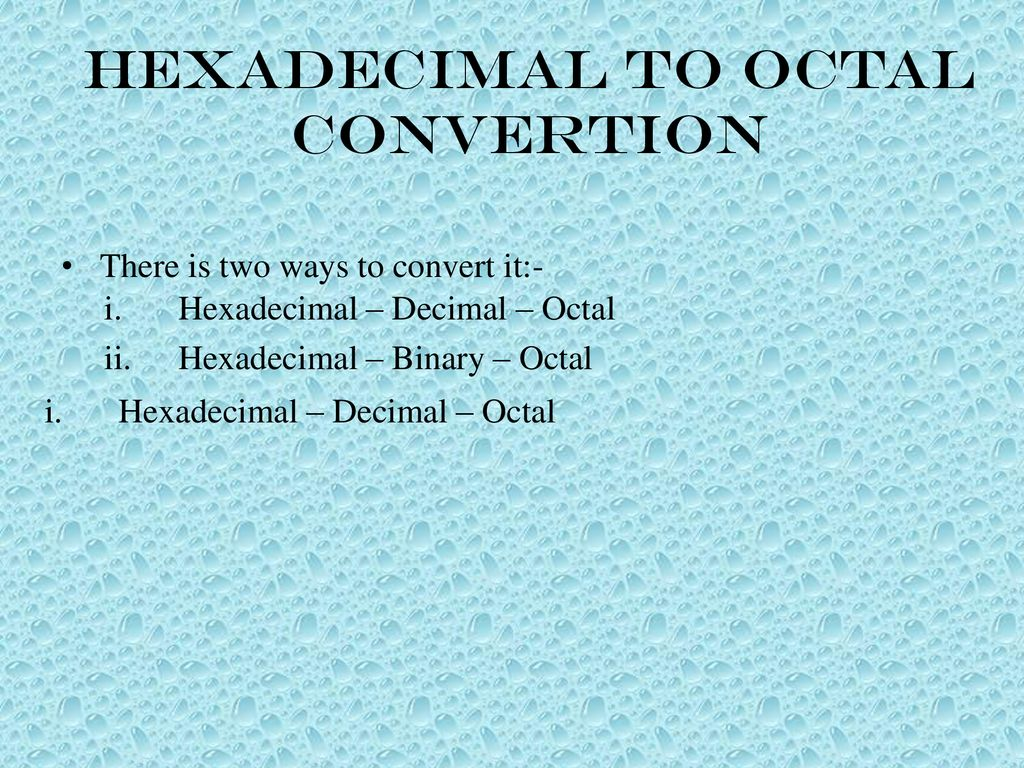 HEXADECIMAL TO OCTAL
CONVERTION
• There is two ways to convert it:-
i. Hexadecimal – Decimal – Octal
ii. Hexadecimal – Binary – Octal
i. Hexadecimal – Decimal – Octal